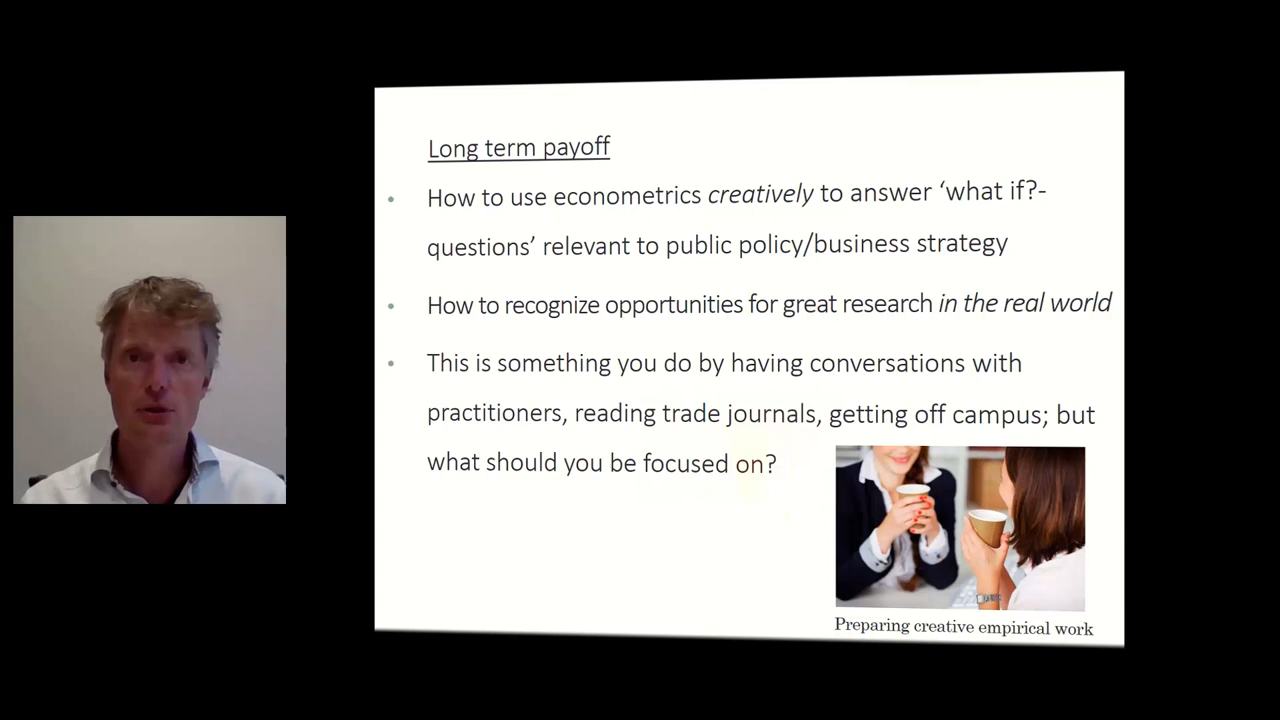 Long term payoff
• How to use econometrics creatively to answer ‘what if?-
questions’ relevant to public policy/business strategy
• How to recognize opportunities for great research in the real world
• This is something you do by having conversations with
practitioners, reading trade journals, getting off campus; but
what should you be focused on?
Preparing creative empirical work